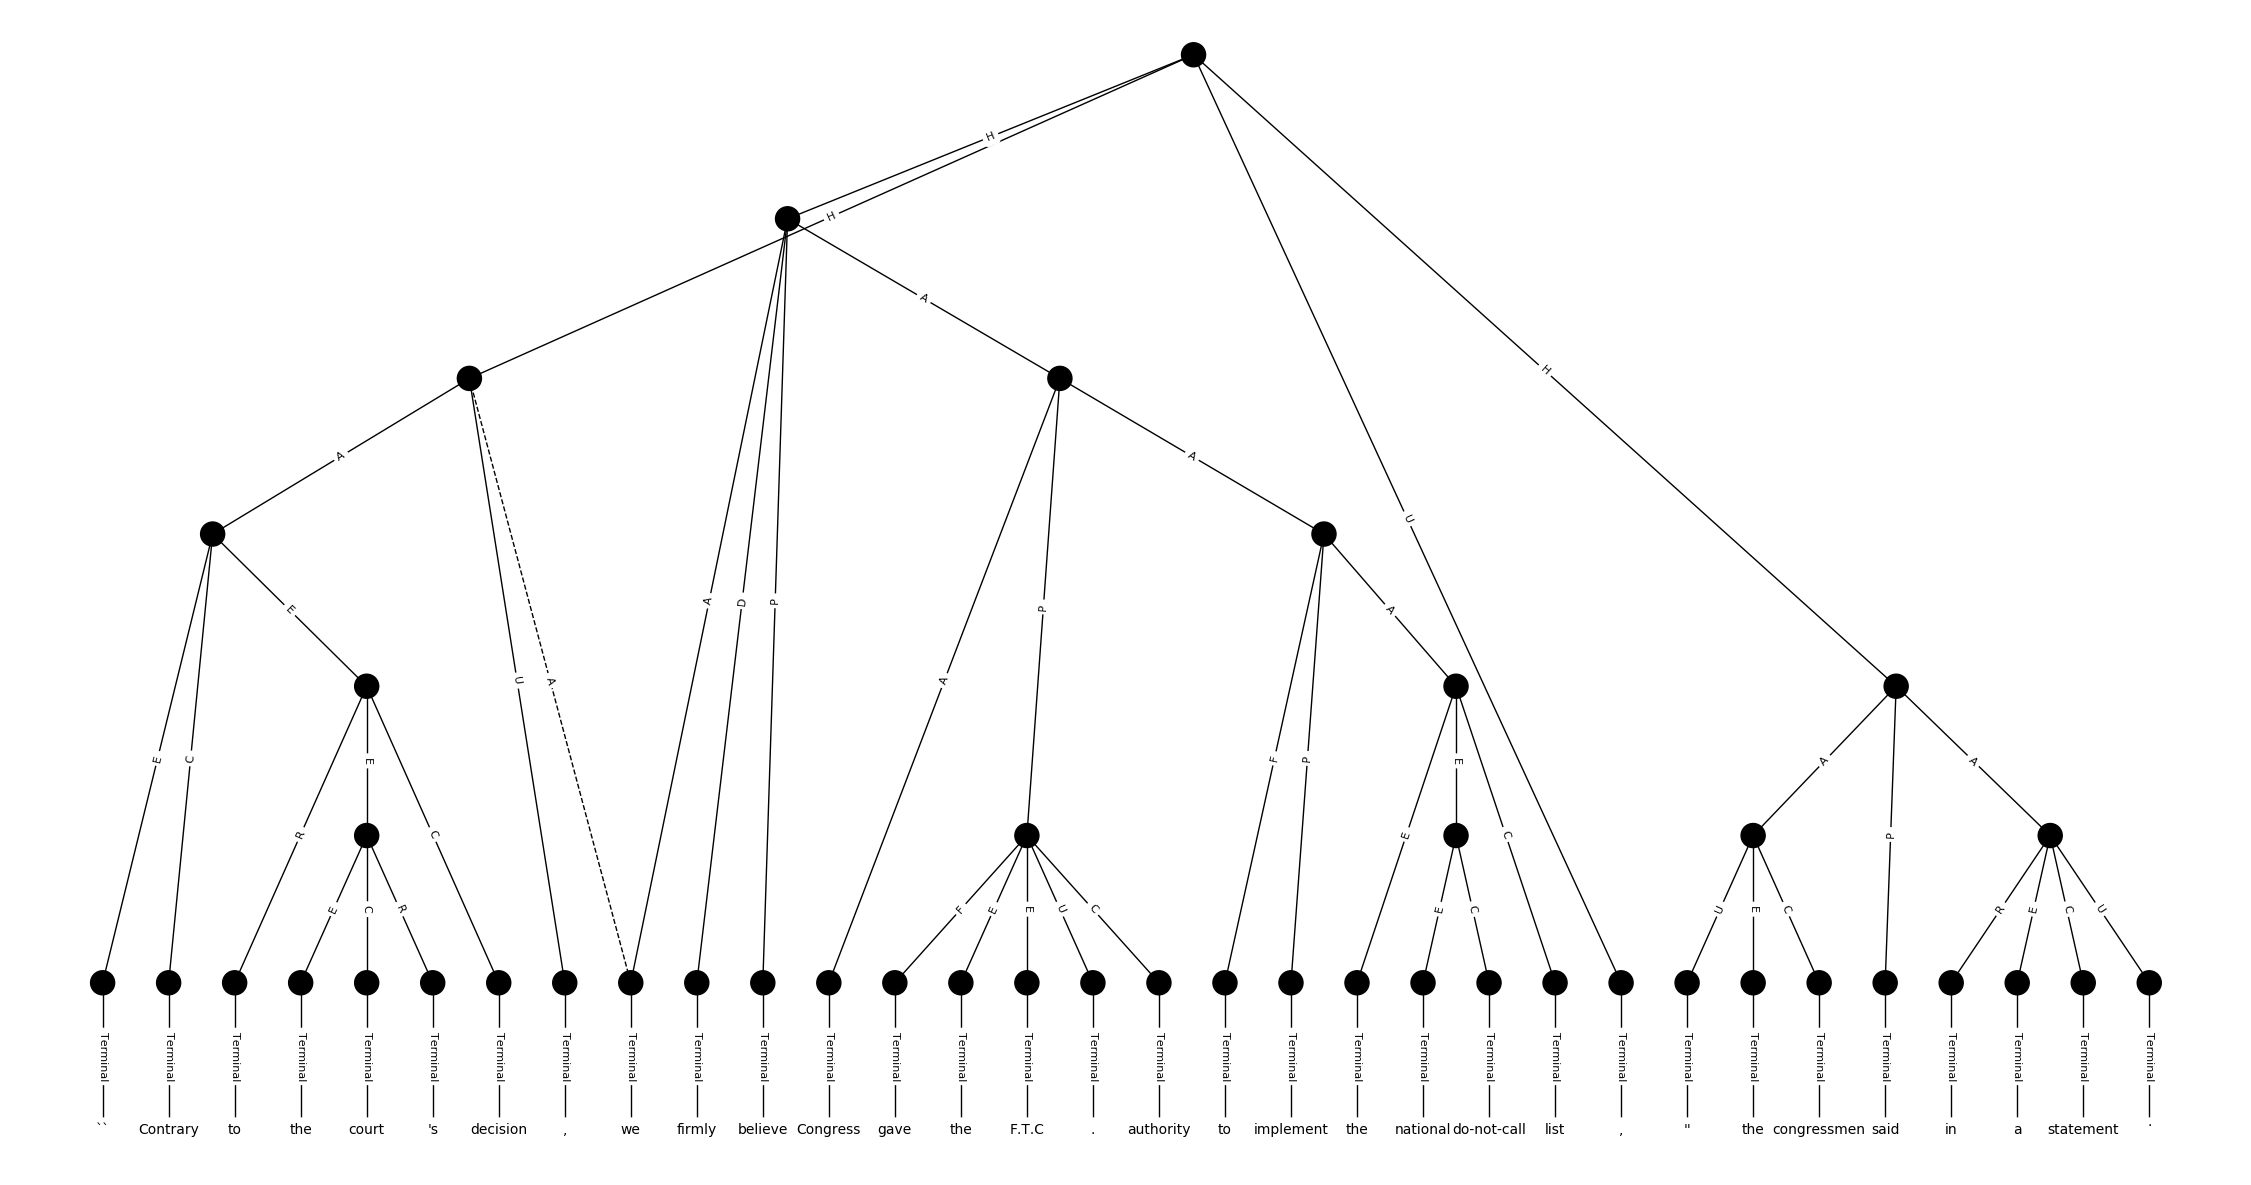 H
H
H
A
A
A
U
E
A
A
D
P
P
A
U
A
A
F
P
E
C
E
E
A
A
R
C
E
C
P
E
C
R
F
E
E
U
C
E
C
U
E
C
R
E
C
U
Terminal Terminal Terminal Terminal Terminal Terminal Terminal Terminal Terminal Terminal Terminal Terminal Terminal Terminal Terminal Terminal Terminal Terminal Terminal Terminal Terminal Terminal Terminal Terminal Terminal Terminal Terminal Terminal Terminal Terminal Terminal Terminal
`` Contrary to the court 's decision , we firmly believe Congress gave the F.T.C . authority to implement the national do-not-call list , " the congressmen said in a statement .